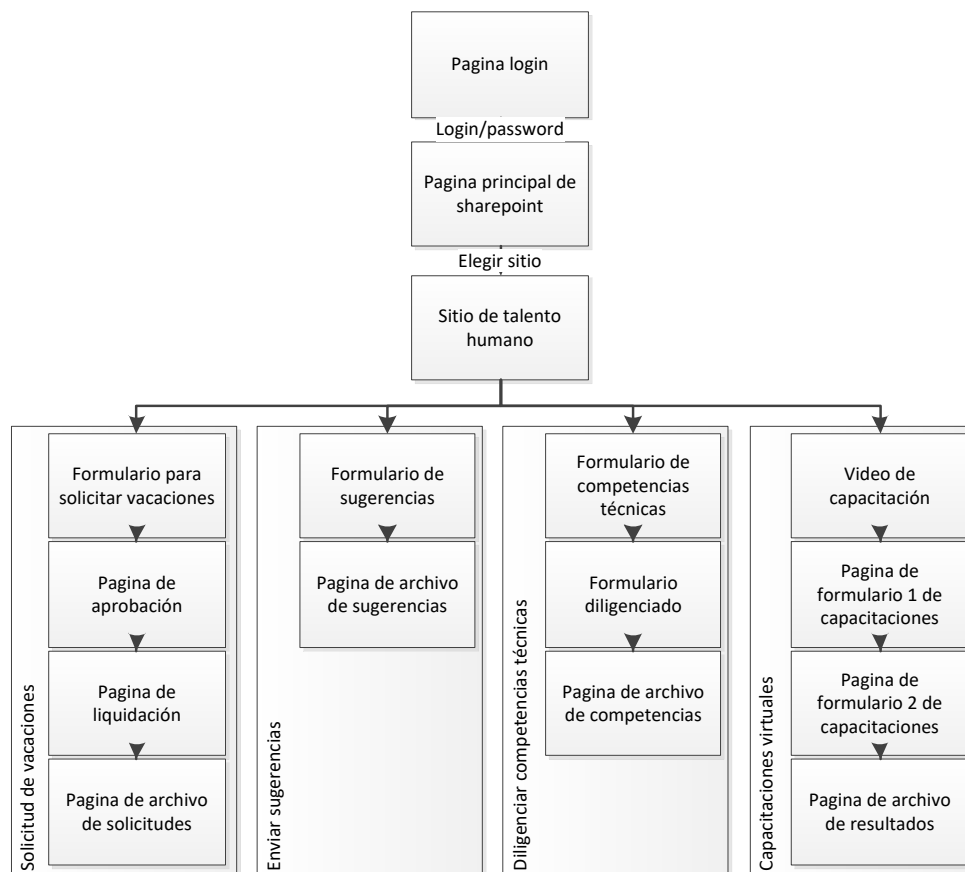 Pagina login
Login/password
Pagina principal de
sharepoint
Elegir sitio
Sitio de talento
humano
Solicitud de vacaciones
Formulario para
solicitar vacaciones
Pagina de
aprobación
Pagina de
liquidación
Pagina de archivo
de solicitudes
Enviar sugerencias
Formulario de
sugerencias
Pagina de archivo
de sugerencias
Diligenciar competencias técnicas
Formulario de
competencias
técnicas
Formulario
diligenciado
Pagina de archivo
de competencias
Capacitaciones virtuales
Video de
capacitación
Pagina de
formulario 1 de
capacitaciones
Pagina de
formulario 2 de
capacitaciones
Pagina de archivo
de resultados